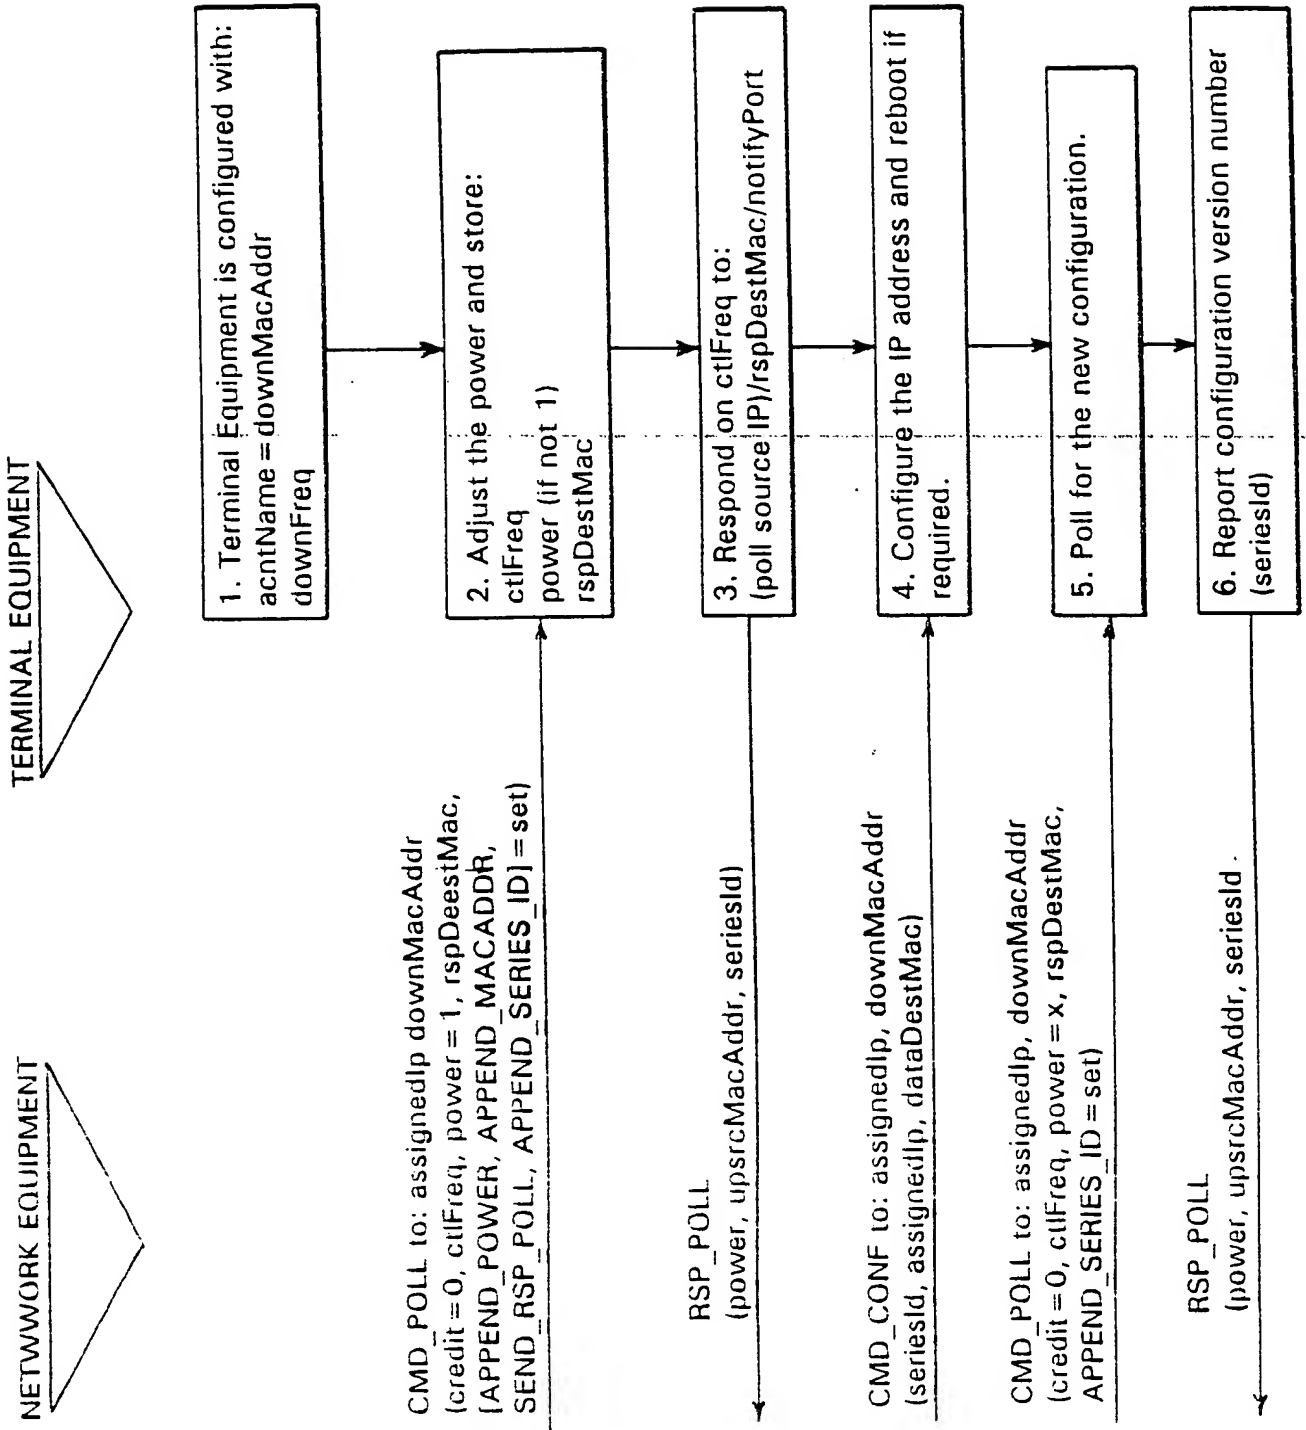 NETWWORK EQUIPMENT
TERMINAL EQUIPMENT
1. Terminal Equipment is configured with:
acntName = downMacAddr
downFreq
CMD_POLL to: assignedIp downMacAddr
(credit = 0, ctlFreq, power = 1, rspDeestMac,
[APPEND_POWER, APPEND_MACADDR,
SEND_RSP_POLL, APPEND_SERIES_ID] = set)
2. Adjust the power and store:
ctlFreq
power (if not 1)
rspDestMac
RSP_POLL
(power, upsrcMacAddr, seriesId)
3. Respond on ctlFreq to:
(poll source IP)/rspDestMac/notifyPort
CMD_CONF to: assignedIp, downMacAddr
(seriesId, assignedIp, dataDestMac)
4. Configure the IP address and reboot if
required.
CMD_POLL to: assignedIp, downMacAddr
(credit = 0, ctlFreq, power = x, rspDestMac,
APPEND_SERIES_ID = set)
5. Poll for the new configuration.
RSP_POLL
(power, upsrcMacAddr, seriesId .
6. Report configuration version number
(seriesId)